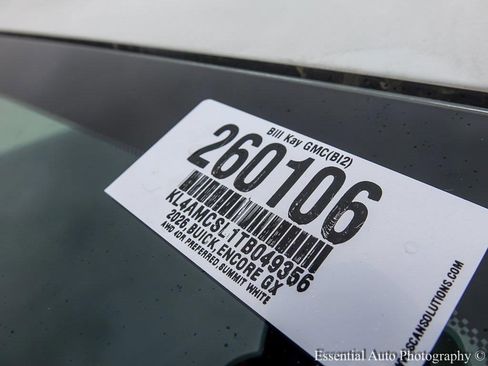 Bill Kay GMC(BI2)
260106
KL4AMCSL1TB049356
2026 BUICK, ENCORE GX
AWD 4DR PREFERRED, SUMMIT WHITE
SCANSOLUTIONS.COM
Essential Auto Photography ©